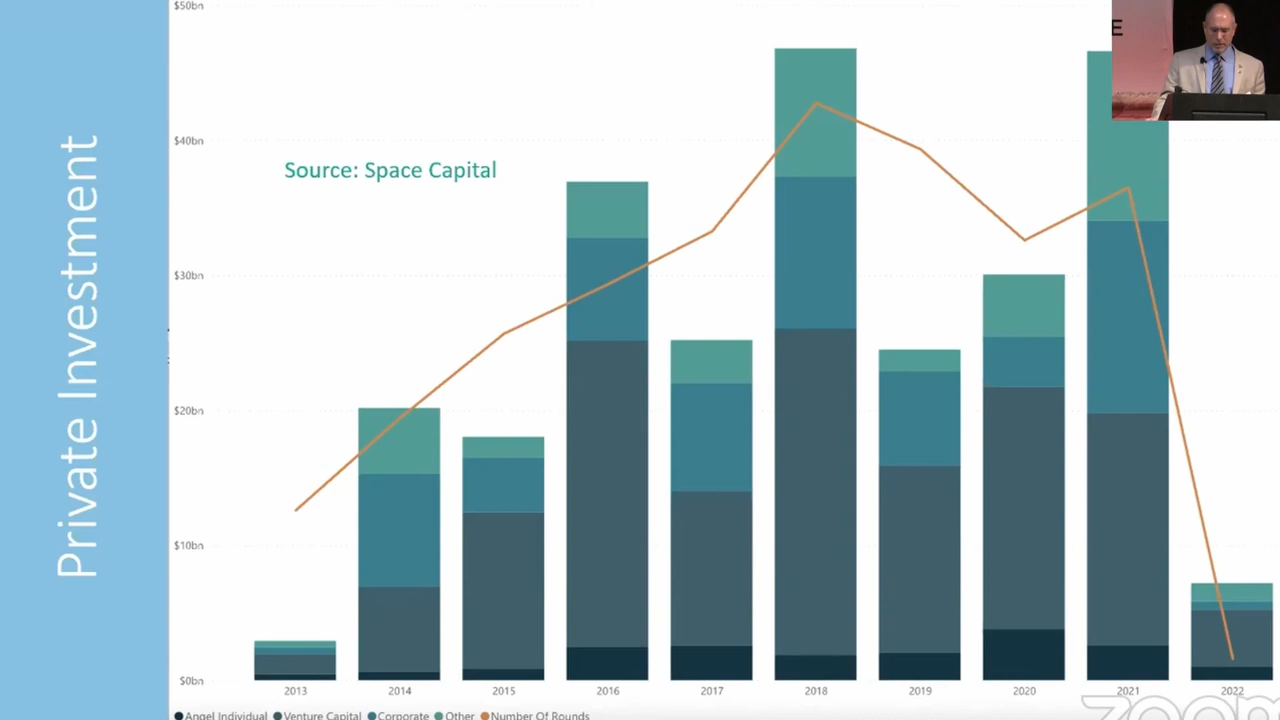 Private Investment
$50bn
$40bn
$30bn
$20bn
$10bn
$0bn
Source: Space Capital
E
2013 2014 2015 2016 2017 2018 2019 2020 2021 2022
Angel Individual Venture Capital Corporate Other Number Of Rounds
zoom